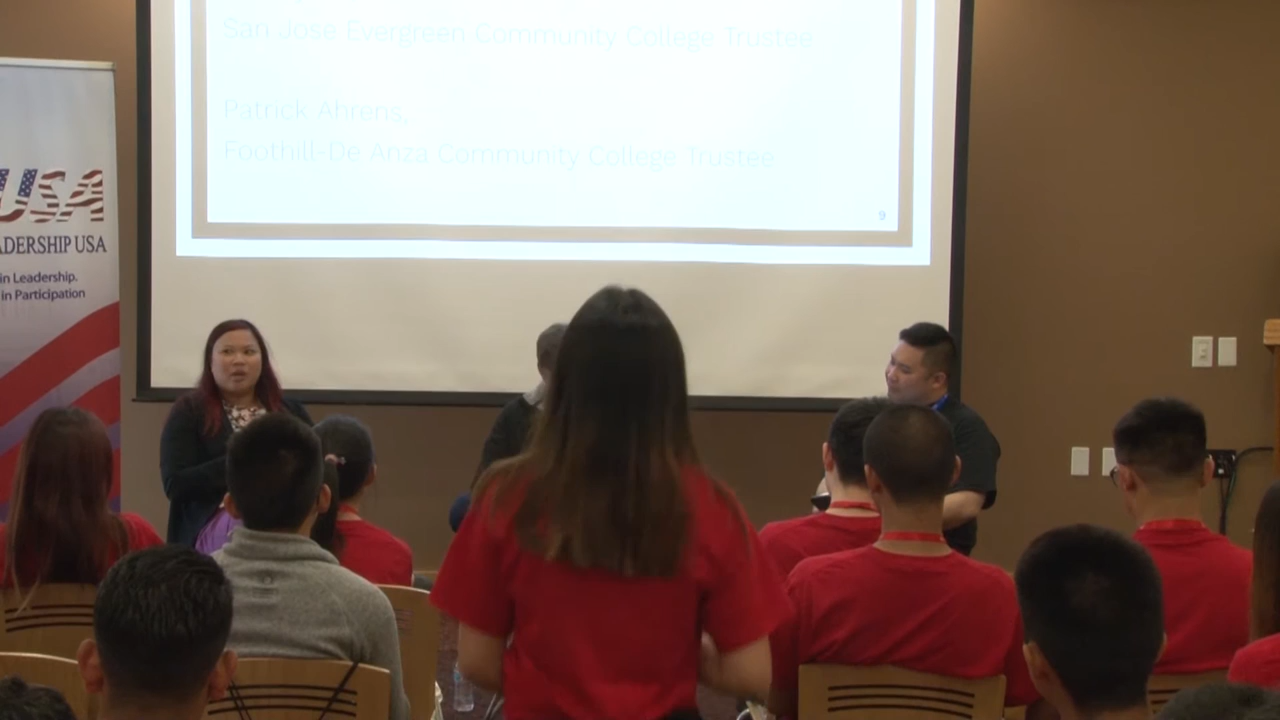 San Jose Evergreen Community College Trustee
Patrick Ahrens,
Foothill-De Anza Community College Trustee
9
USA
ADERSHIP USA
in Leadership.
in Participation